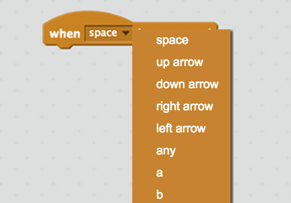 when space
space
up arrow
down arrow
right arrow
left arrow
any
a
b